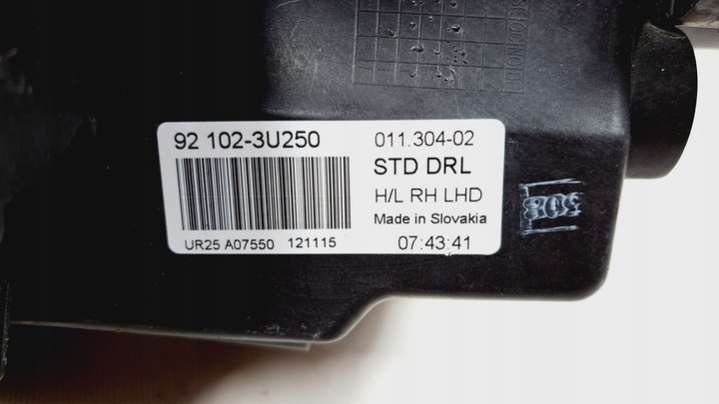 92 102-3U250
011.304-02
STD DRL
H/L RH LHD
Made in Slovakia
UR25 A07550 121115
07:43:41